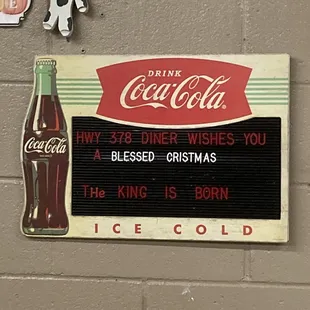 DRINK
Coca-Cola
Coca-Cola
HWY 378 DINER WISHES YOU
A BLESSED CRISTMAS
THe KING IS BORN
ICE COLD